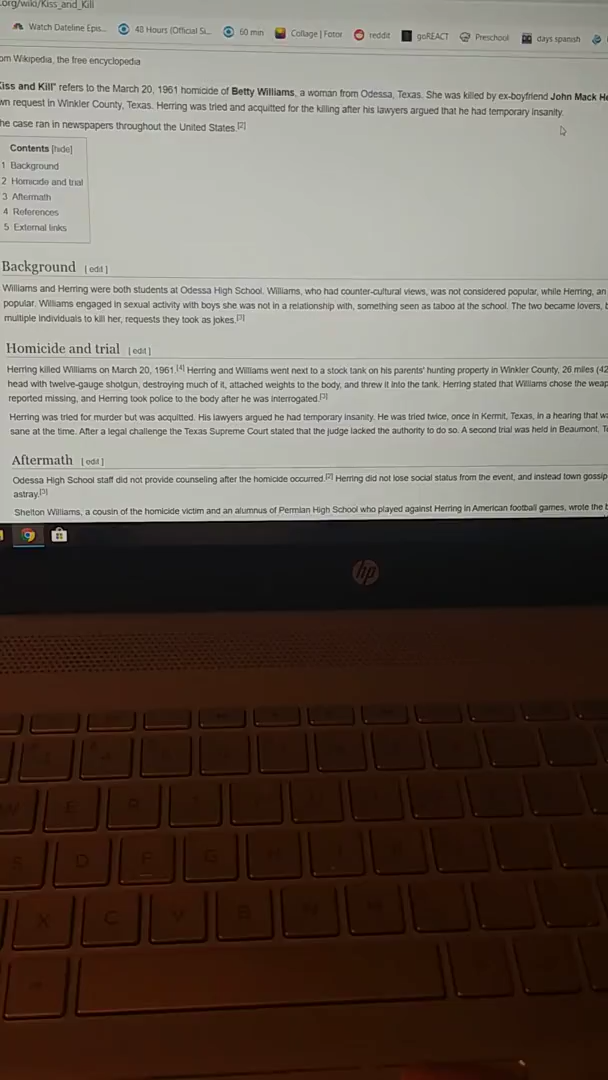 .org/wiki/Kiss_and_Kill
Watch Dateline Epis... 48 Hours (Official Si... 60 min Collage | Fotor reddit goREACT Preschool days spanish
om Wikipedia, the free encyclopedia
iss and Kill" refers to the March 20, 1961 homicide of Betty Williams, a woman from Odessa, Texas. She was killed by ex-boyfriend John Mack He
wn request in Winkler County, Texas. Herring was tried and acquitted for the killing after his lawyers argued that he had temporary insanity.
he case ran in newspapers throughout the United States.[2]
Contents [hide]
1 Background
2 Homicide and trial
3 Aftermath
4 References
5 External links
Background [edit]
Williams and Herring were both students at Odessa High School. Williams, who had counter-cultural views, was not considered popular, while Herring, an
popular. Williams engaged in sexual activity with boys she was not in a relationship with, something seen as taboo at the school. The two became lovers, b
multiple individuals to kill her, requests they took as jokes.[3]
Homicide and trial [edit]
Herring killed Williams on March 20, 1961.[4] Herring and Williams went next to a stock tank on his parents' hunting property in Winkler County, 26 miles (42
head with twelve-gauge shotgun, destroying much of it, attached weights to the body, and threw it into the tank. Herring stated that Williams chose the weap
reported missing, and Herring took police to the body after he was interrogated.[3]
Herring was tried for murder but was acquitted. His lawyers argued he had temporary insanity. He was tried twice, once in Kermit, Texas, in a hearing that wa
sane at the time. After a legal challenge the Texas Supreme Court stated that the judge lacked the authority to do so. A second trial was held in Beaumont, T
Aftermath [edit]
Odessa High School staff did not provide counseling after the homicide occurred.[2] Herring did not lose social status from the event, and instead town gossip
astray.[3]
Shelton Williams, a cousin of the homicide victim and an alumnus of Permian High School who played against Herring in American football games, wrote the b
hp
W E R
S D F G H
X C V B N M